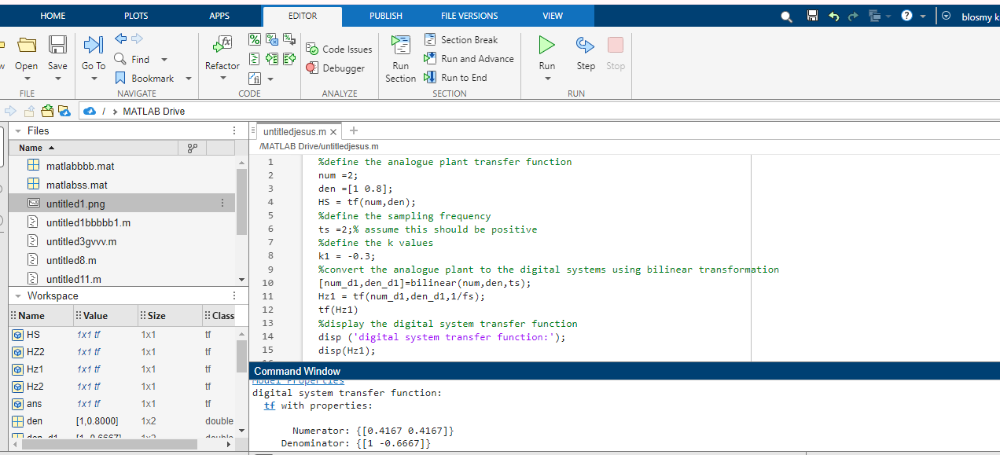 HOME PLOTS APPS EDITOR PUBLISH FILE VERSIONS VIEW blosmy k
Open Save Go To Find Bookmark Refactor Code Issues Debugger Run Section Section Break Run and Advance Run to End Run Step Stop
FILE NAVIGATE CODE ANALYZE SECTION RUN
/ > MATLAB Drive
Files
Name
matlabbbb.mat
matlabss.mat
untitled1.png
untitled1bbbbb1.m
untitled3gvvv.m
untitled8.m
untitled11.m
Workspace
Name Value Size Class
HS 1x1 tf 1x1 tf
HZ2 1x1 tf 1x1 tf
Hz1 1x1 tf 1x1 tf
Hz2 1x1 tf 1x1 tf
ans 1x1 tf 1x1 tf
den [1,0.8000] 1x2 double
den_d1 [1,-0.6667] 1x2 double
untitledjesus.m
/MATLAB Drive/untitledjesus.m
1 %define the analogue plant transfer function
2 num =2;
3 den =[1 0.8];
4 HS = tf(num,den);
5 %define the sampling frequency
6 ts =2;% assume this should be positive
7 %define the k values
8 k1 = -0.3;
9 %convert the analogue plant to the digital systems using bilinear transformation
10 [num_d1,den_d1]=bilinear(num,den,ts);
11 Hz1 = tf(num_d1,den_d1,1/fs);
12 tf(Hz1)
13 %display the digital system transfer function
14 disp ('digital system transfer function:');
15 disp(Hz1);
Command Window
Model Properties
digital system transfer function:
tf with properties:
Numerator: {[0.4167 0.4167]}
Denominator: {[1 -0.6667]}